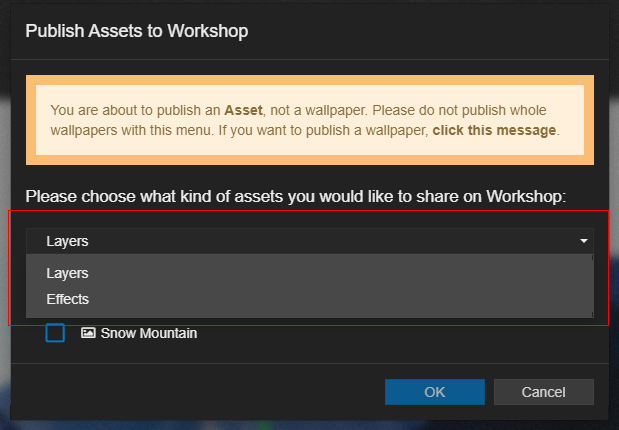 Publish Assets to Workshop
You are about to publish an Asset, not a wallpaper. Please do not publish whole
wallpapers with this menu. If you want to publish a wallpaper, click this message.
Please choose what kind of assets you would like to share on Workshop:
Layers
Layers
Effects
Snow Mountain
OK Cancel